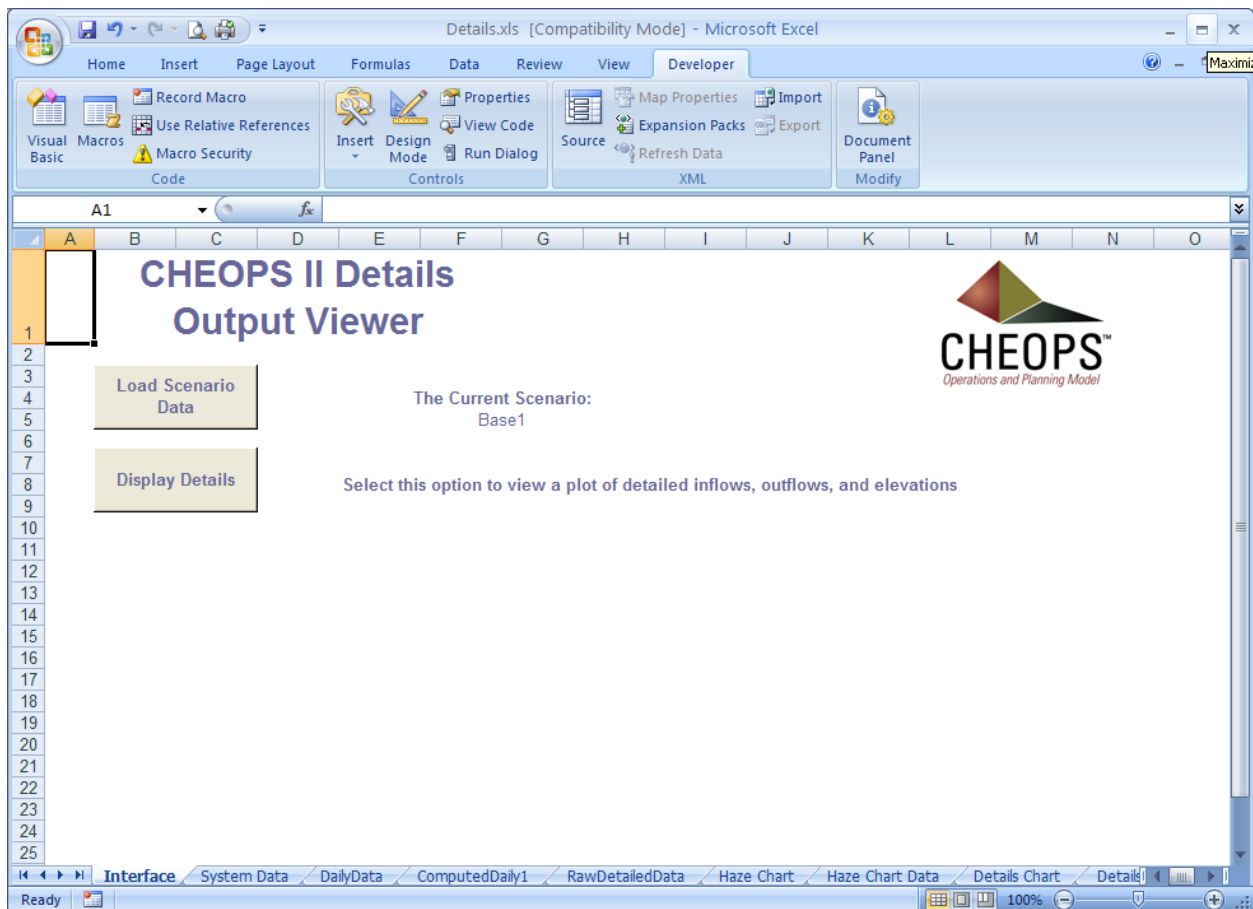 Details.xls [Compatibility Mode] - Microsoft Excel
Home Insert Page Layout Formulas Data Review View Developer
Maximiz
Visual Basic
Macros
Record Macro
Use Relative References
Macro Security
Code
Insert
Design Mode
Properties
View Code
Run Dialog
Controls
Source
Map Properties
Expansion Packs
Refresh Data
Import
Export
XML
Document Panel
Modify
A1
fx
A B C D E F G H I J K L M N O
CHEOPS II Details
Output Viewer
CHEOPS™
Operations and Planning Model
Load Scenario
Data
The Current Scenario:
Base1
Display Details
Select this option to view a plot of detailed inflows, outflows, and elevations
1
2
3
4
5
6
7
8
9
10
11
12
13
14
15
16
17
18
19
20
21
22
23
24
25
Interface System Data DailyData ComputedDaily1 RawDetailedData Haze Chart Haze Chart Data Details Chart Details
Ready 100%